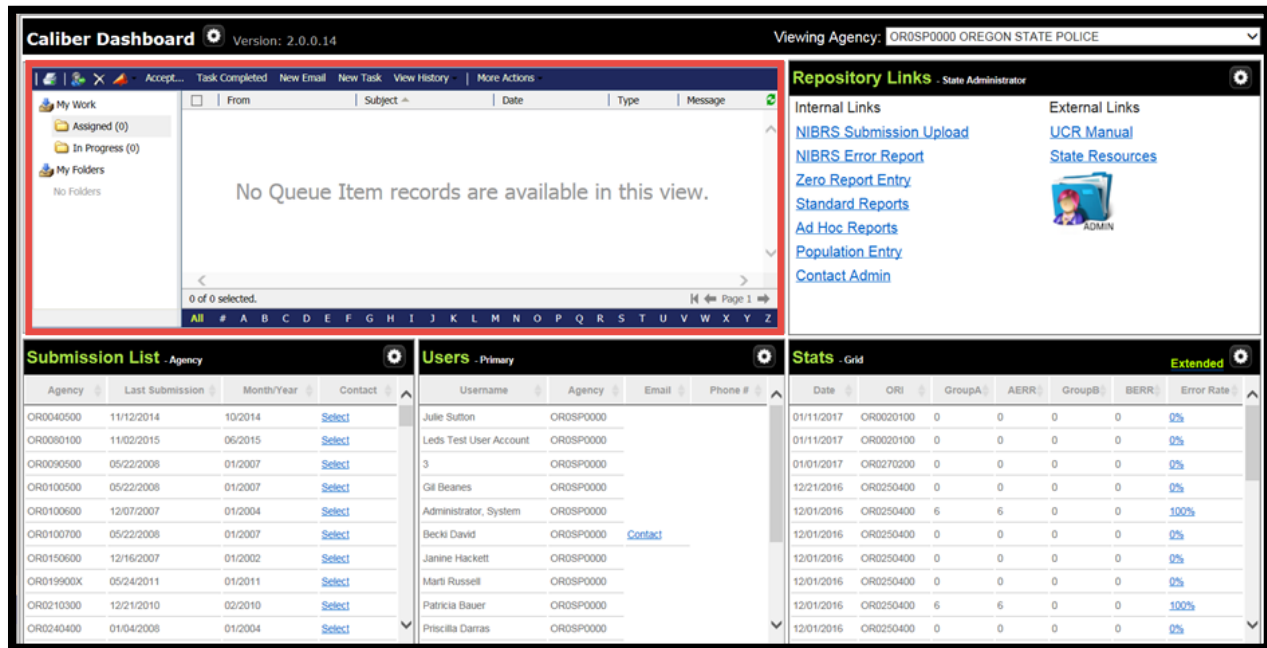 Caliber Dashboard Version: 2.0.0.14 Viewing Agency: OR0SP0000 OREGON STATE POLICE
Accept... Task Completed New Email New Task View History More Actions
My Work
Assigned (0)
In Progress (0)
My Folders
No Folders
From Subject Date Type Message
No Queue Item records are available in this view.
0 of 0 selected. Page 1
All # A B C D E F G H I J K L M N O P Q R S T U V W X Y Z
Repository Links - State Administrator
Internal Links
NIBRS Submission Upload
NIBRS Error Report
Zero Report Entry
Standard Reports
Ad Hoc Reports
Population Entry
Contact Admin
External Links
UCR Manual
State Resources
ADMIN
Submission List - Agency
Agency Last Submission Month/Year Contact
OR0040500 11/12/2014 10/2014 Select
OR0080100 11/02/2015 06/2015 Select
OR0090500 05/22/2008 01/2007 Select
OR0100500 05/22/2008 01/2007 Select
OR0100600 12/07/2007 01/2004 Select
OR0100700 05/22/2008 01/2007 Select
OR0150600 12/16/2007 01/2002 Select
OR019900X 05/24/2011 01/2011 Select
OR0210300 12/21/2010 02/2010 Select
OR0240400 01/04/2008 01/2004 Select
Users - Primary
Username Agency Email Phone #
Julie Sutton OR0SP0000
Leds Test User Account OR0SP0000
3 OR0SP0000
Gil Beanes OR0SP0000
Administrator, System OR0SP0000
Becki David OR0SP0000 Contact
Janine Hackett OR0SP0000
Marti Russell OR0SP0000
Patricia Bauer OR0SP0000
Priscilla Darras OR0SP0000
Stats - Grid Extended
Date ORI GroupA AERR GroupB BERR Error Rate
01/11/2017 OR0020100 0 0 0 0 0%
01/11/2017 OR0020100 0 0 0 0 0%
01/01/2017 OR0270200 0 0 0 0 0%
12/21/2016 OR0250400 0 0 0 0 0%
12/01/2016 OR0250400 6 6 0 0 100%
12/01/2016 OR0250400 0 0 0 0 0%
12/01/2016 OR0250400 0 0 0 0 0%
12/01/2016 OR0250400 0 0 0 0 0%
12/01/2016 OR0250400 6 6 0 0 100%
12/01/2016 OR0250400 0 0 0 0 0%